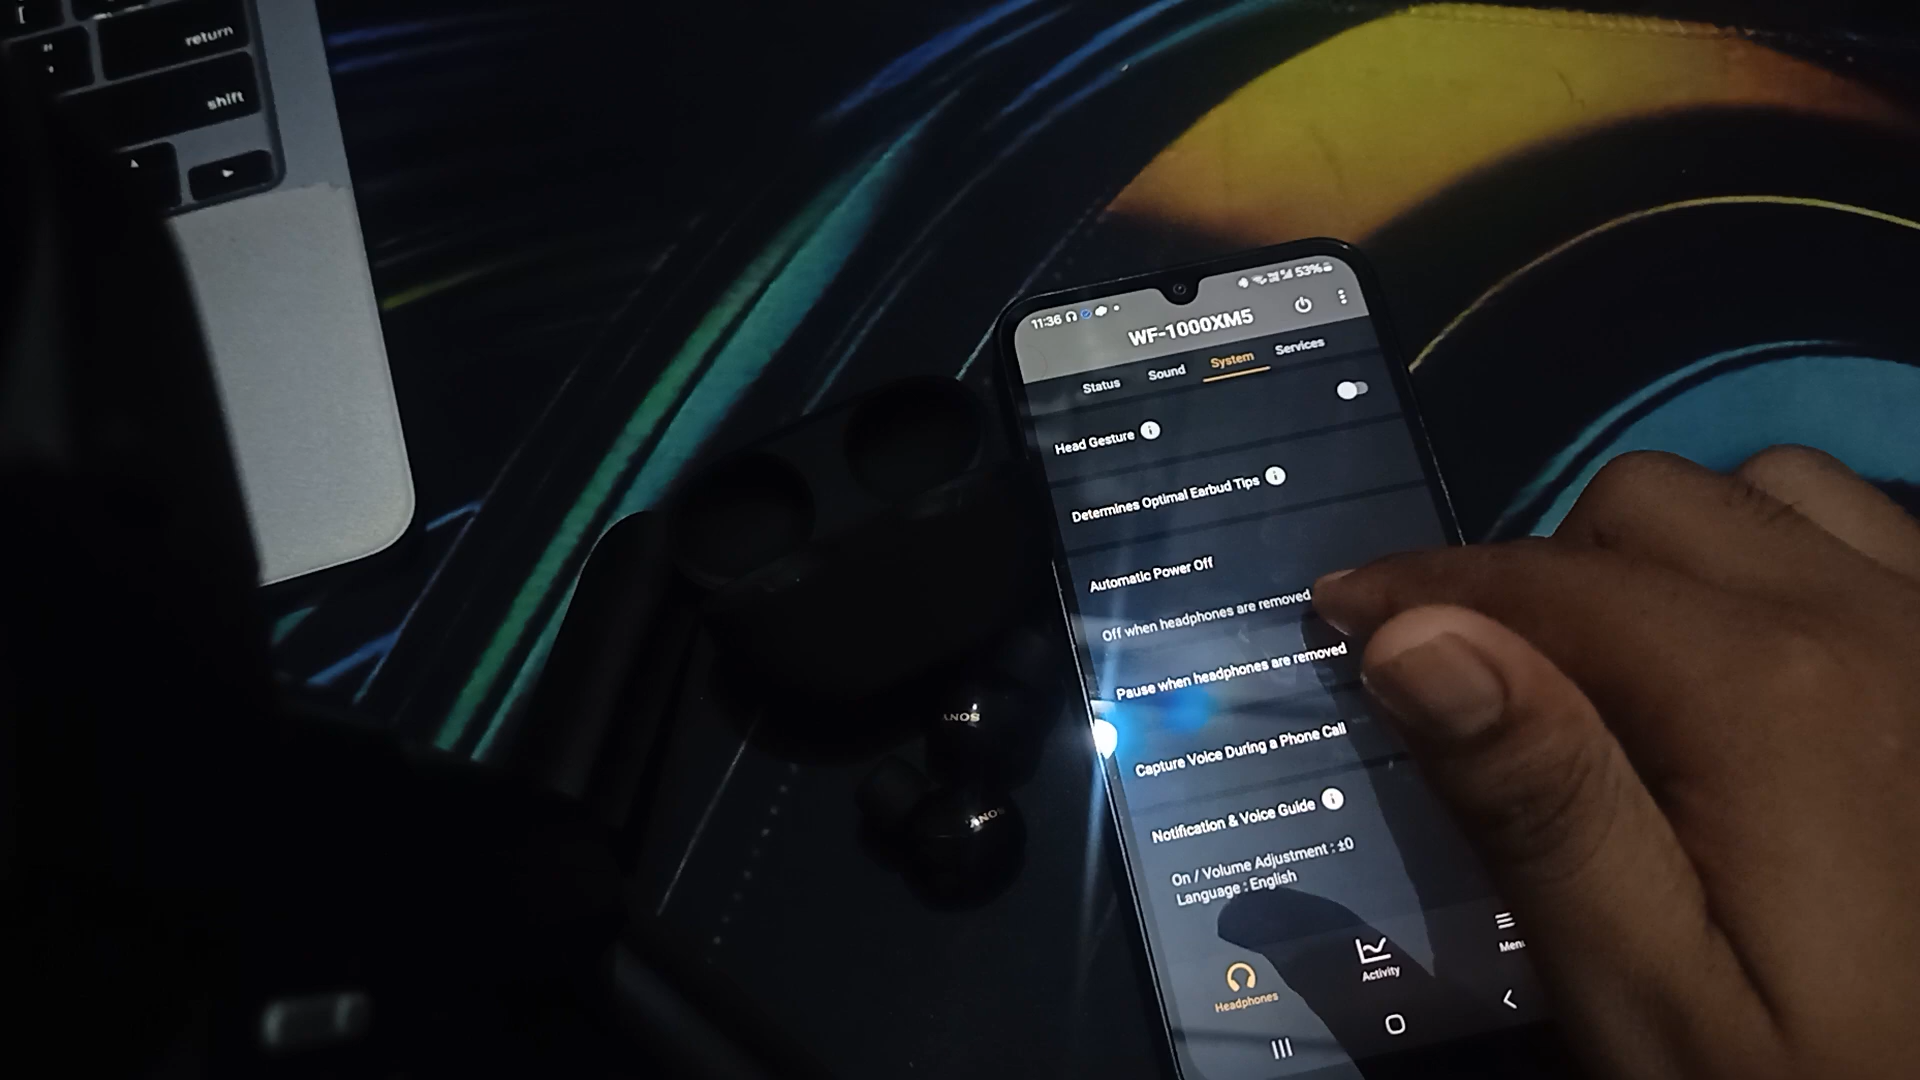 return
shift
11:36
53%
WF-1000XM5
Status Sound System Services
Head Gesture
Determines Optimal Earbud Tips
Automatic Power Off
Off when headphones are removed
Pause when headphones are removed
Capture Voice During a Phone Call
Notification & Voice Guide
On / Volume Adjustment : ±0
Language : English
Headphones Activity Menu
SONY
SONY